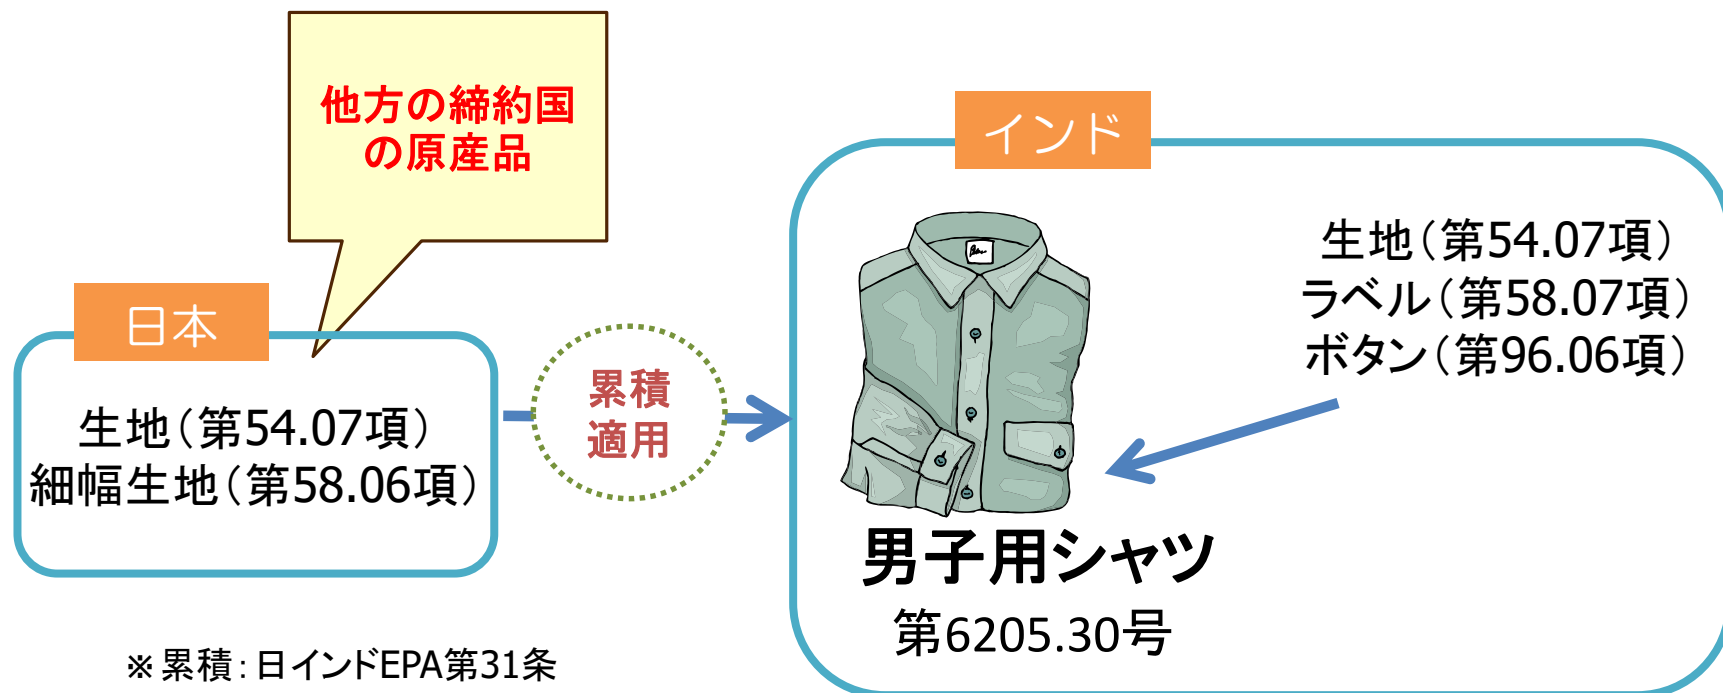 他方の締約国
の原産品
日本
生地（第54.07項）
細幅生地（第58.06項）
累積
適用
インド
生地（第54.07項）
ラベル（第58.07項）
ボタン（第96.06項）
男子用シャツ
第6205.30号
※累積：日インドEPA第31条